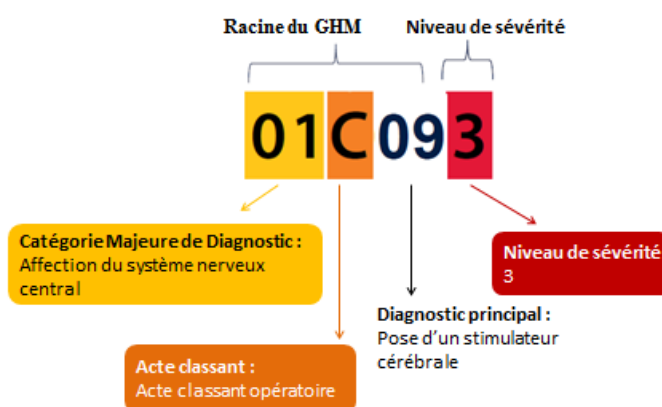 Racine du GHM
Niveau de sévérité
01C093
Catégorie Majeure de Diagnostic :
Affection du système nerveux
central
Niveau de sévérité
3
Diagnostic principal :
Pose d'un stimulateur
cérébrale
Acte classant :
Acte classant opératoire